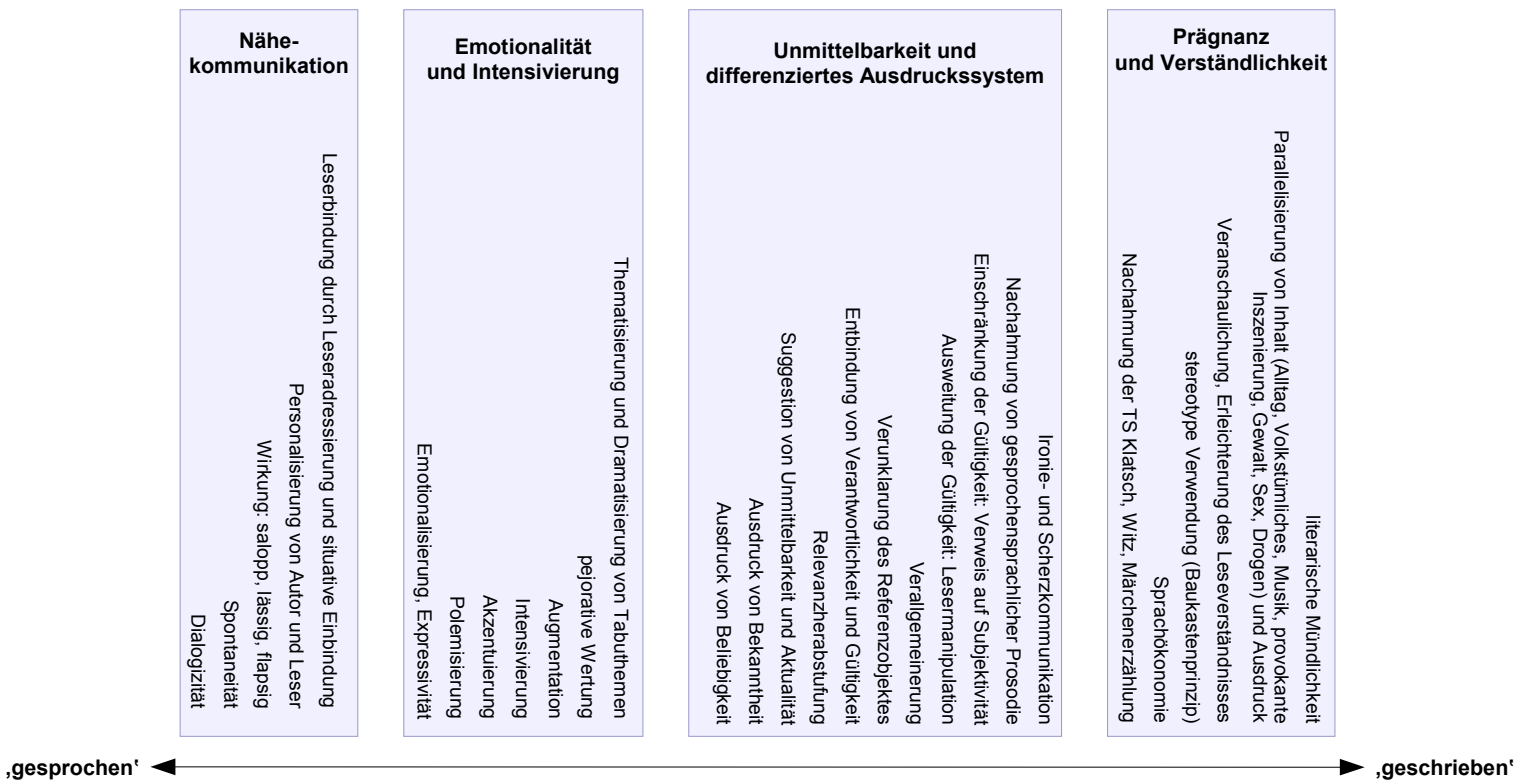 Nähe-
kommunikation
Dialogizität
Spontaneität
Wirkung: salopp, lässig, flapsig
Personalisierung von Autor und Leser
Leserbindung durch Leseradressierung und situative Einbindung
Emotionalität
und Intensivierung
Emotionalisierung, Expressivität
Polemisierung
Akzentuierung
Intensivierung
Augmentation
pejorative Wertung
Thematisierung und Dramatisierung von Tabuthemen
Unmittelbarkeit und
differenziertes Ausdruckssystem
Ausdruck von Beliebigkeit
Ausdruck von Bekanntheit
Suggestion von Unmittelbarkeit und Aktualität
Relevanzherabstufung
Entbindung von Verantwortlichkeit und Gültigkeit
Verunklarung des Referenzobjektes
Verallgemeinerung
Ausweitung der Gültigkeit: Lesermanipulation
Einschränkung der Gültigkeit: Verweis auf Subjektivität
Nachahmung von gesprochensprachlicher Prosodie
Ironie- und Scherzkommunikation
Prägnanz
und Verständlichkeit
Nachahmung der TS Klatsch, Witz, Märchenerzählung
Sprachökonomie
stereotype Verwendung (Baukastenprinzip)
Veranschaulichung, Erleichterung des Leseverständnisses
Parallelisierung von Inhalt (Alltag, Volkstümliches, Musik, provokante
Inszenierung, Gewalt, Sex, Drogen) und Ausdruck
literarische Mündlichkeit
‚gesprochen‘
‚geschrieben‘